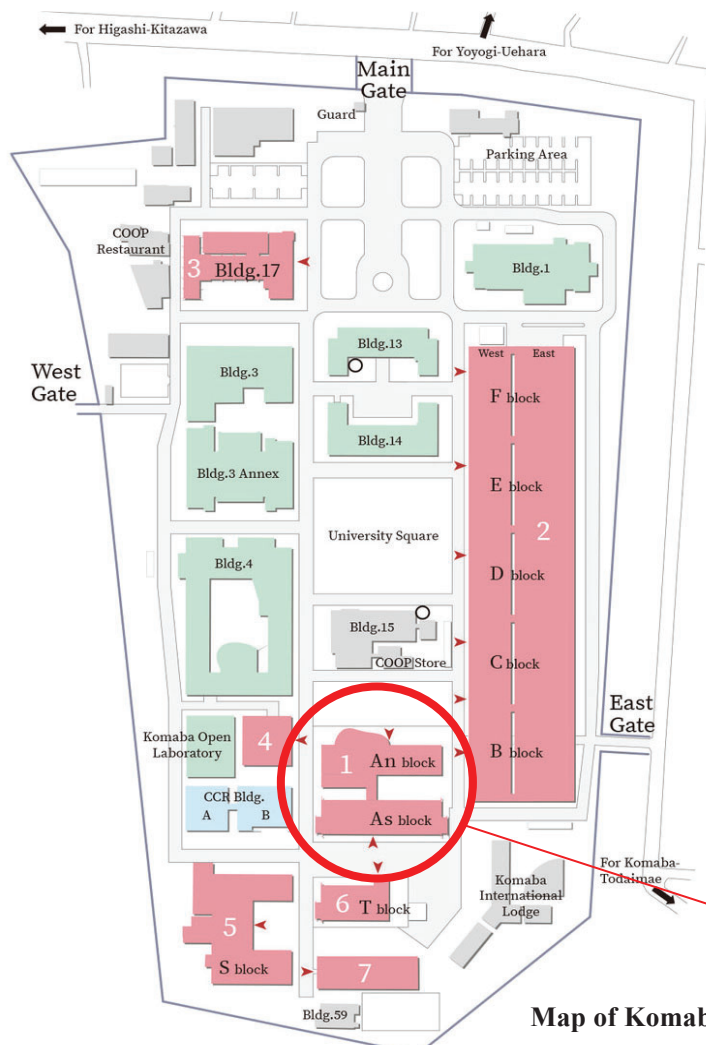 For Higashi-Kitazawa
For Yoyogi-Uehara
Main
Gate
Guard
Parking Area
COOP
Restaurant
3
Bldg.17
Bldg.1
Bldg.13
West
East
West
Gate
Bldg.3
F block
Bldg.14
Bldg.3 Annex
E block
2
University Square
Bldg.4
D block
Bldg.15
COOP Store
C block
East
Gate
Komaba Open
Laboratory
4
1
An block
B block
CCR Bldg.
A
B
As block
For Komaba-
Todaimae
Komaba
International
Lodge
6
T block
5
S block
7
Bldg.59
Map of Komab